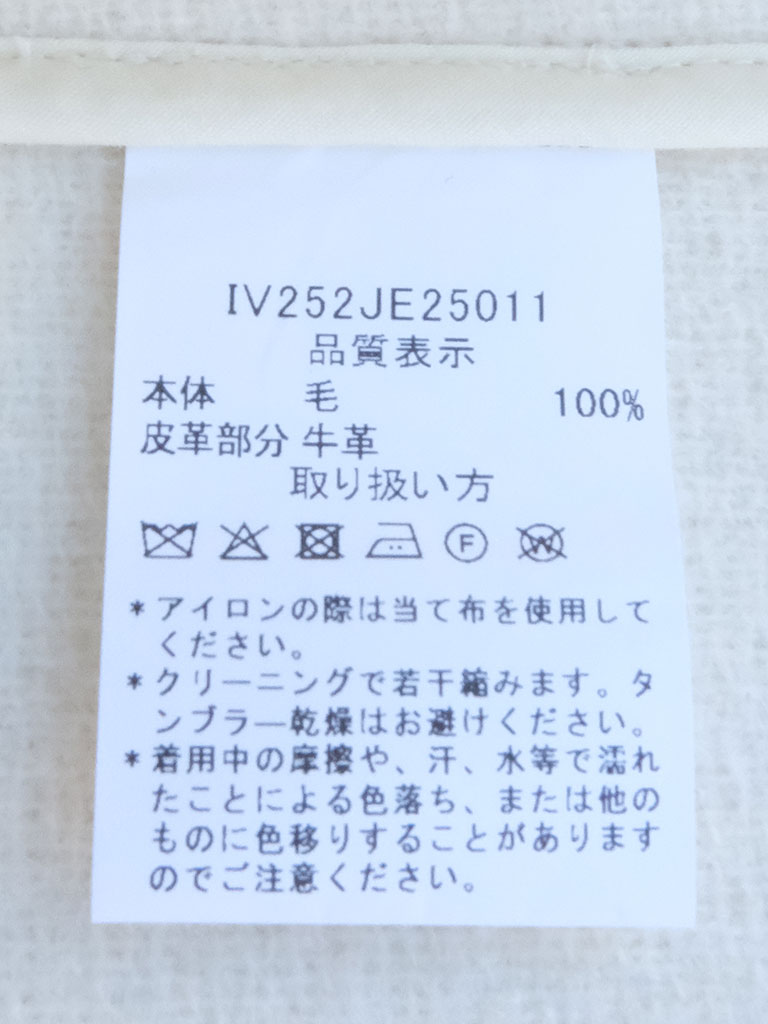 IV252JE25011
品質表示
本体 毛 100%
皮革部分 牛革
取り扱い方
F W
*アイロンの際は当て布を使用して
ください。
*クリーニングで若干縮みます。タ
ンブラー乾燥はお避けください。
*着用中の摩擦や、汗、水等で濡れ
たことによる色落ち、または他の
ものに色移りすることがあります
のでご注意ください。